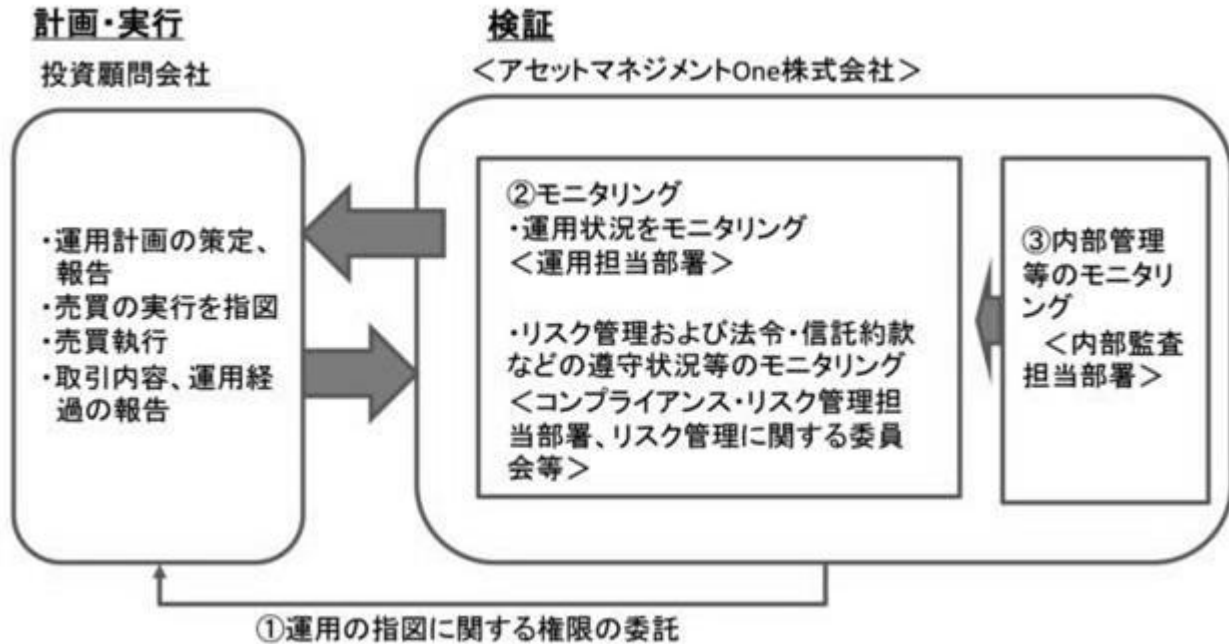 計画・実行
投資顧問会社
・運用計画の策定、
報告
・売買の実行を指図
・売買執行
・取引内容、運用経
過の報告
検証
＜アセットマネジメントOne株式会社＞
②モニタリング
・運用状況をモニタリング
＜運用担当部署＞
・リスク管理および法令・信託約款
などの遵守状況等のモニタリング
＜コンプライアンス・リスク管理担
当部署、リスク管理に関する委員
会等＞
③内部管理
等のモニタリ
ング
＜内部監査
担当部署＞
①運用の指図に関する権限の委託